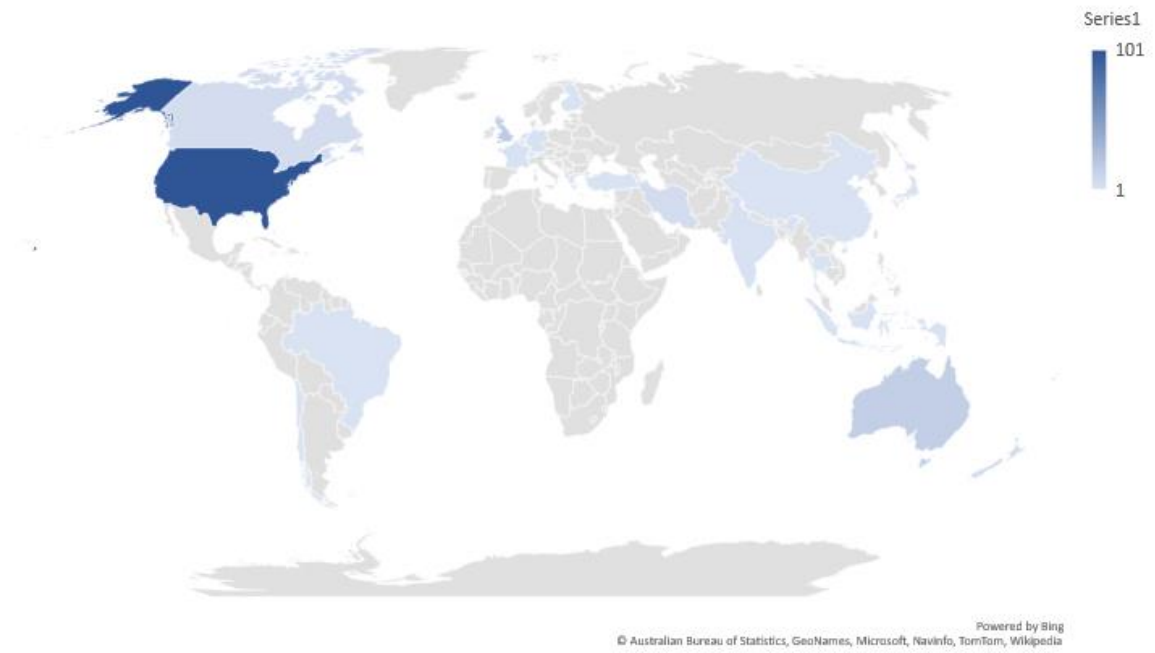 Series1
101
1
Powered by Bing
© Australian Bureau of Statistics, GeoNames, Microsoft, Navinfo, TomTom, Wikipedia